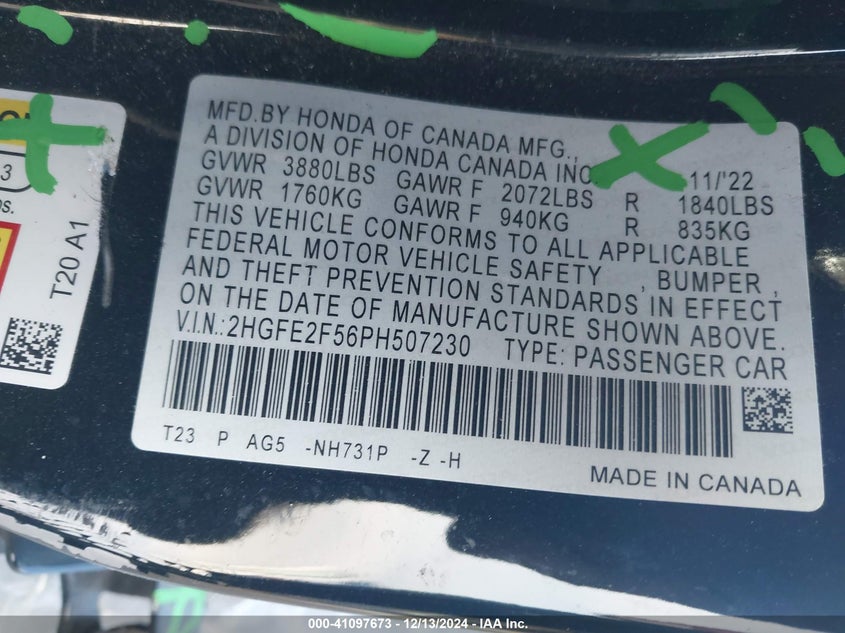 MFD.BY HONDA OF CANADA MFG.,
A DIVISION OF HONDA CANADA INC
11/'22
GVWR 3880LBS GAWR F 2072LBS R 1840LBS
GVWR 1760KG GAWR F 940KG R 835KG
THIS VEHICLE CONFORMS TO ALL APPLICABLE
FEDERAL MOTOR VEHICLE SAFETY , BUMPER ,
AND THEFT PREVENTION STANDARDS IN EFFECT
ON THE DATE OF MANUFACTURE SHOWN ABOVE.
V.I.N.:2HGFE2F56PH507230 TYPE: PASSENGER CAR
T23 P AG5 -NH731P -Z -H
MADE IN CANADA
3
T20 A1
000-41097673 / 12/13/2024 - IAA Inc.